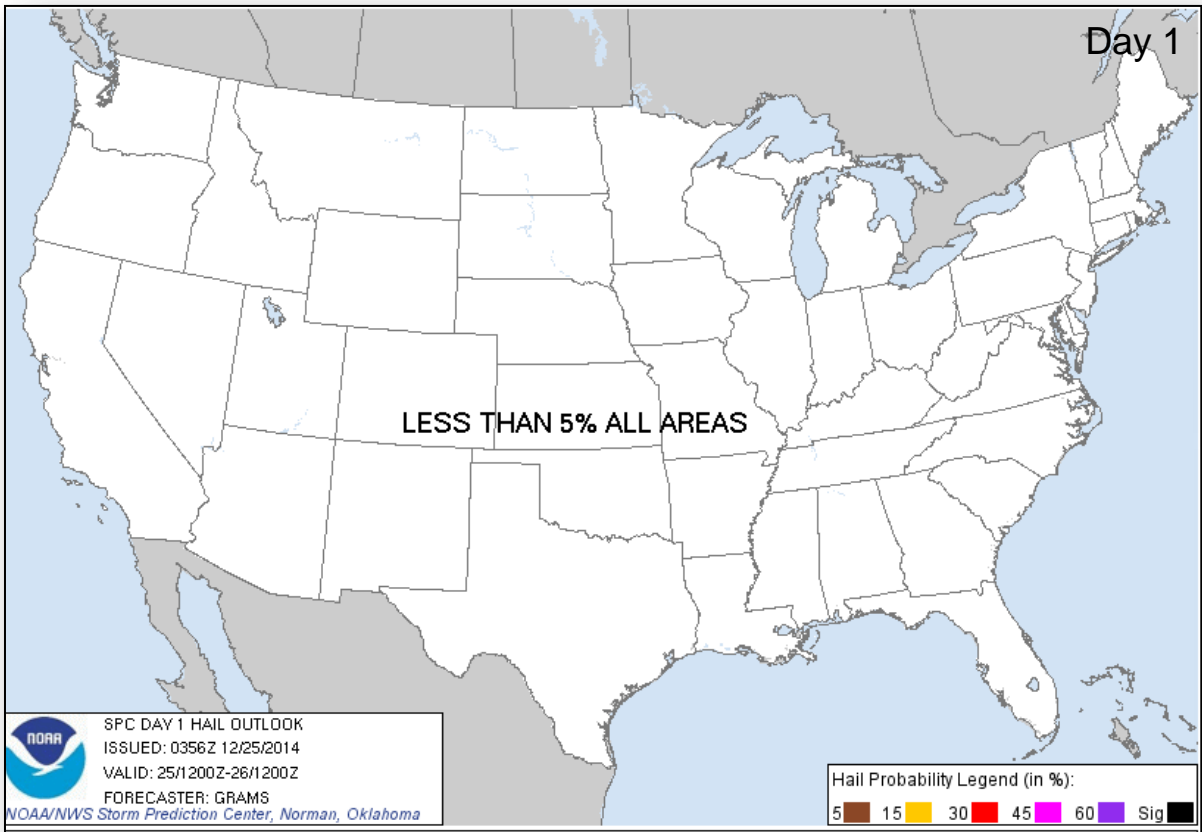 Day 1
LESS THAN 5% ALL AREAS
NOAA
SPC DAY 1 HAIL OUTLOOK
ISSUED: 0356Z 12/25/2014
VALID: 25/1200Z-26/1200Z
FORECASTER: GRAMS
NOAA/NWS Storm Prediction Center, Norman, Oklahoma
Hail Probability Legend (in %):
5 15 30 45 60 Sig